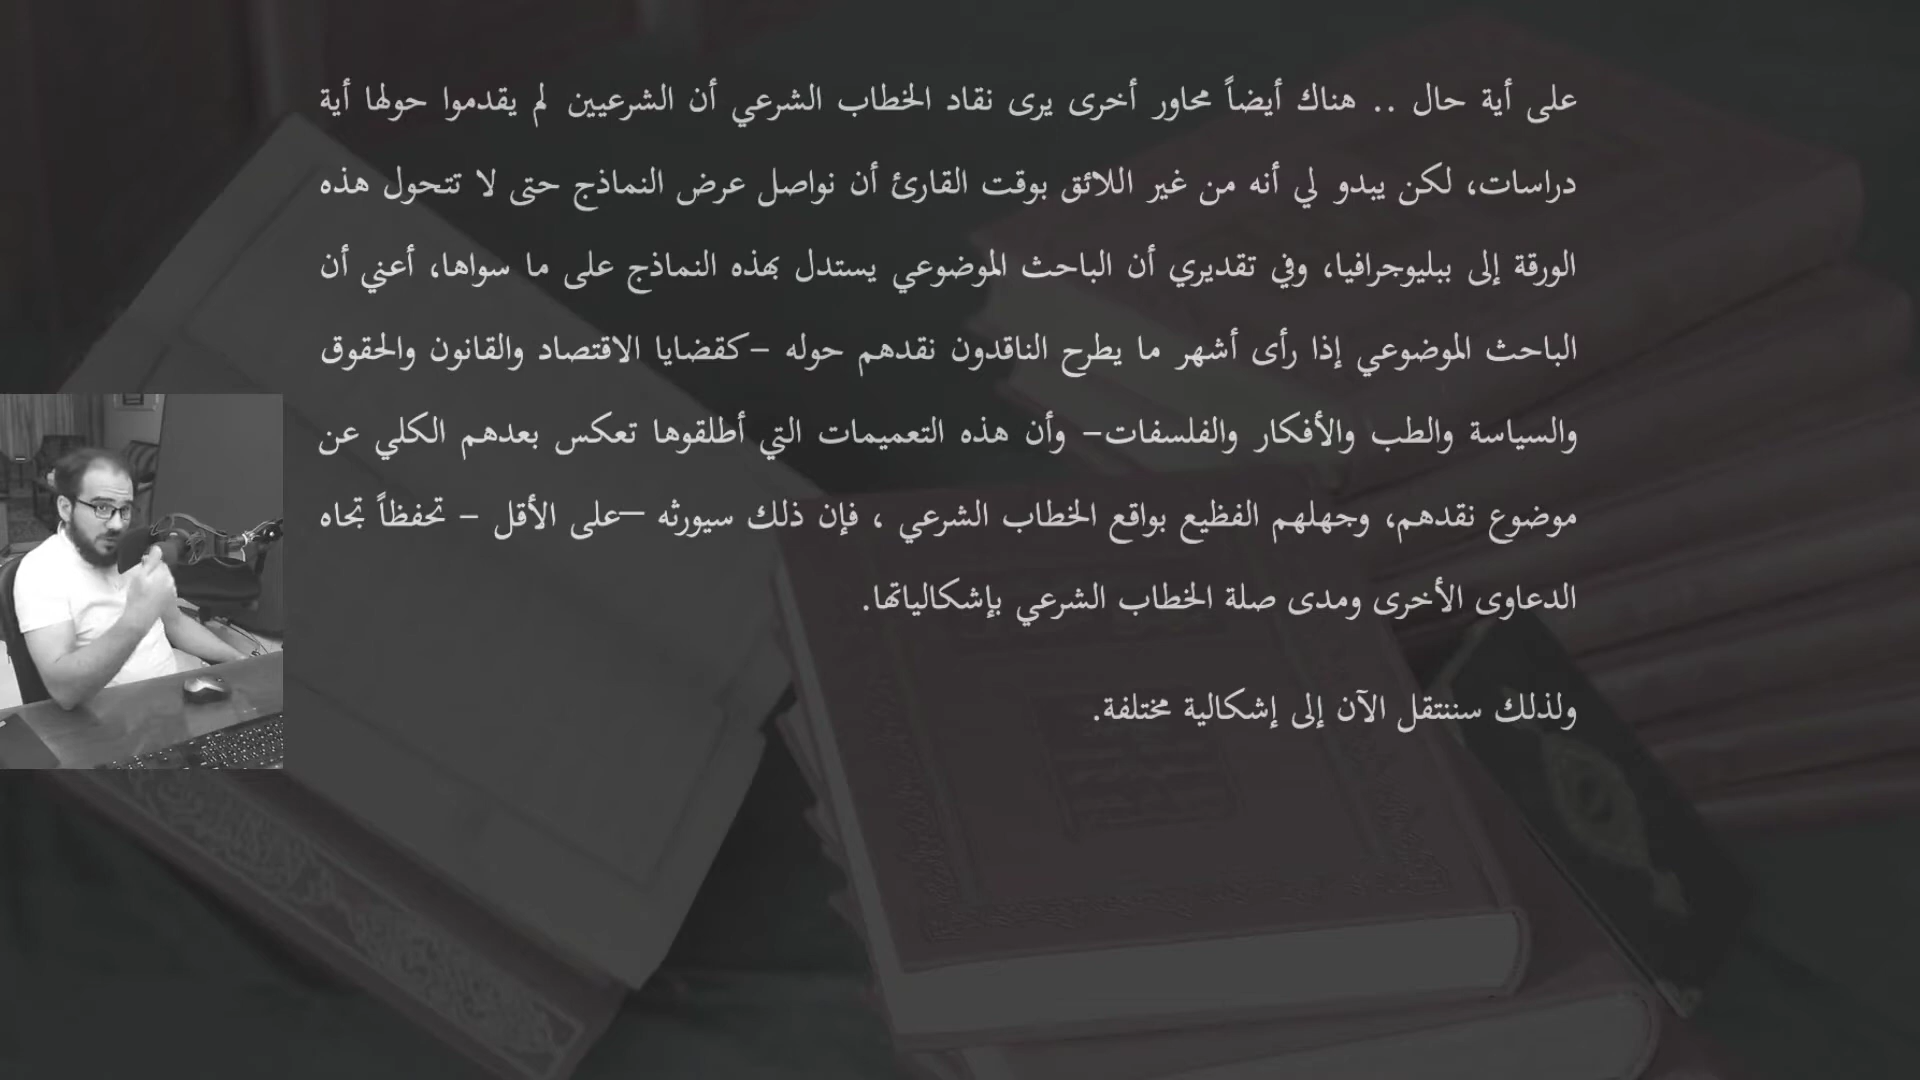 على أية حال .. هناك أيضاً محاور أخرى يرى نقاد الخطاب الشرعي أن الشرعيين لم يقدموا حولها أية
دراسات، لكن يبدو لي أنه من غير اللائق بوقت القارئ أن نواصل عرض النماذج حتى لا تتحول هذه
الورقة إلى ببليوجرافيا، وفي تقديري أن الباحث الموضوعي يستدل بهذه النماذج على ما سواها، أعني أن
الباحث الموضوعي إذا رأى أشهر ما يطرح الناقدون نقدهم حوله –كقضايا الاقتصاد والقانون والحقوق
والسياسة والطب والأفكار والفلسفات– وأن هذه التعميمات التي أطلقوها تعكس بعدهم الكلي عن
موضوع نقدهم، وجهلهم الفظيع بواقع الخطاب الشرعي ، فإن ذلك سيورثه –على الأقل – تحفظاً تجاه
الدعاوى الأخرى ومدى صلة الخطاب الشرعي بإشكالياتها.
ولذلك سننتقل الآن إلى إشكالية مختلفة.